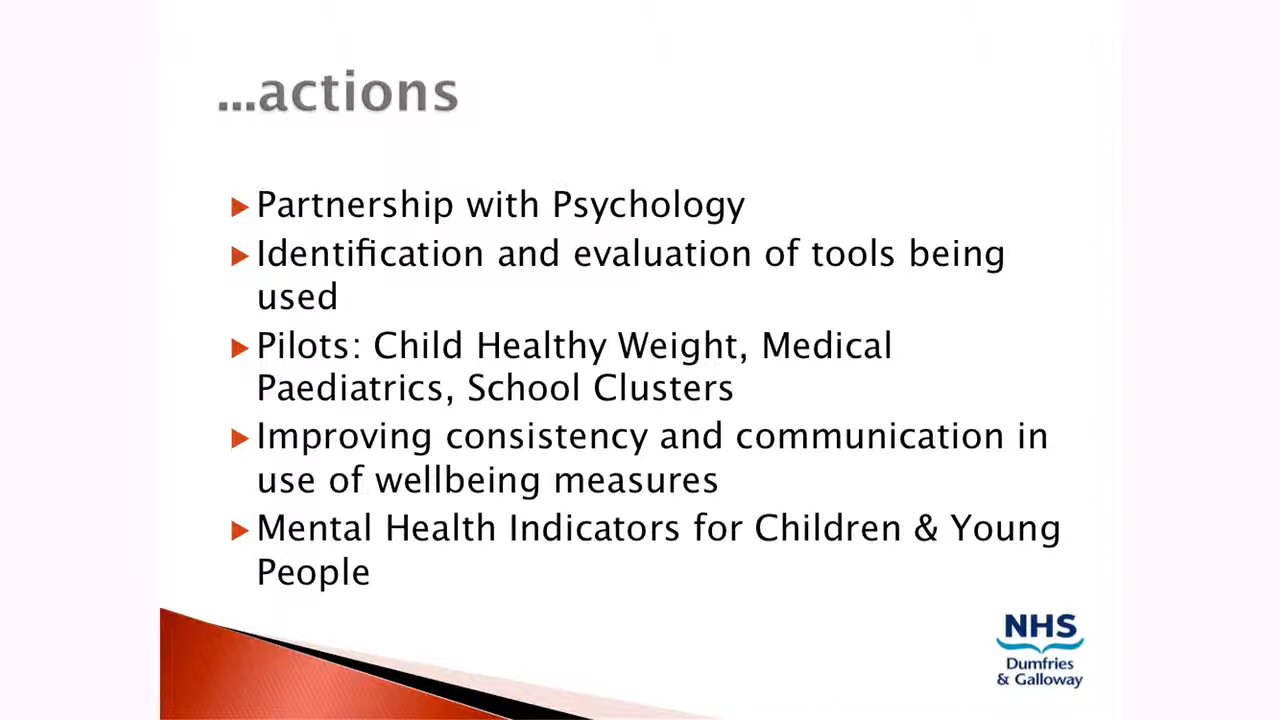 ...actions
Partnership with Psychology
Identification and evaluation of tools being
used
Pilots: Child Healthy Weight, Medical
Paediatrics, School Clusters
Improving consistency and communication in
use of wellbeing measures
Mental Health Indicators for Children & Young
People
NHS
Dumfries
& Galloway